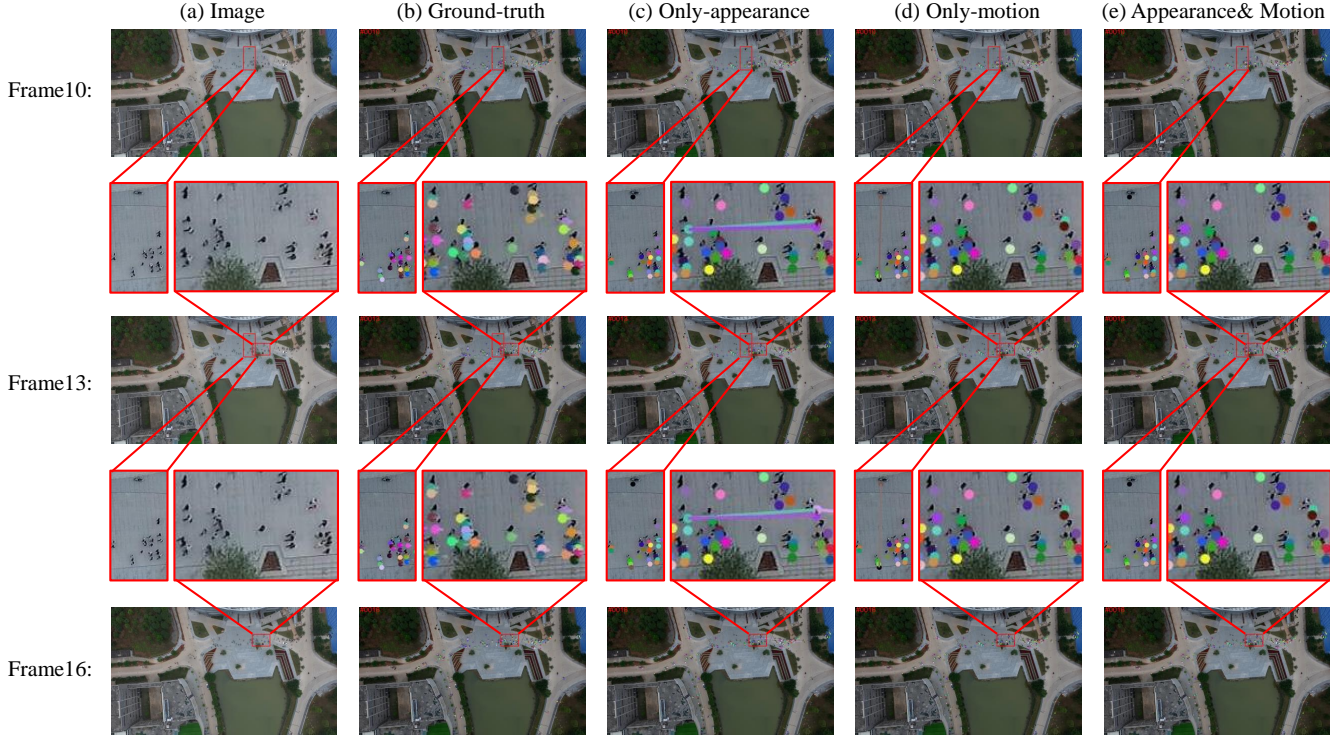 (a) Image (b) Ground-truth (c) Only-appearance (d) Only-motion (e) Appearance& Motion
Frame10:
Frame13:
Frame16: